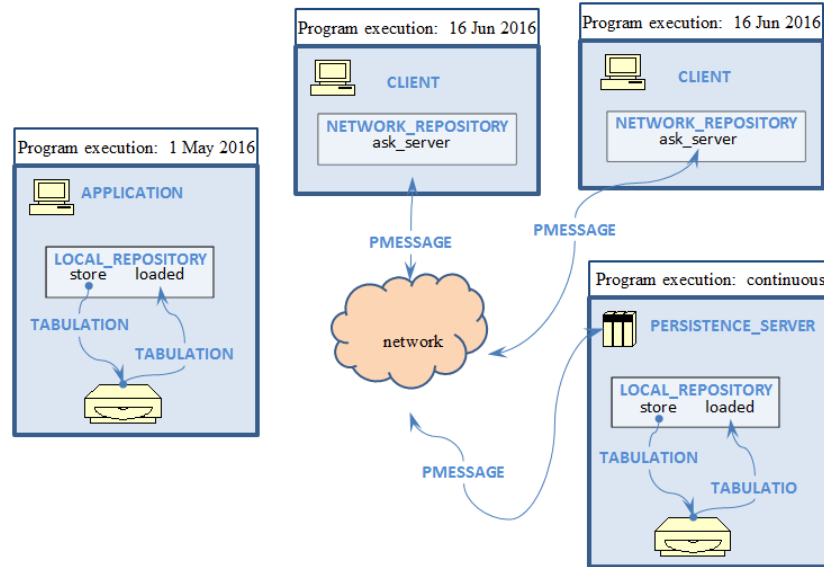 Program execution: 16 Jun 2016
CLIENT
NETWORK_REPOSITORY
ask_server
Program execution: 16 Jun 2016
CLIENT
NETWORK_REPOSITORY
ask_server
Program execution: 1 May 2016
APPLICATION
LOCAL_REPOSITORY
store loaded
TABULATION
TABULATION
PMESSAGE
PMESSAGE
network
PMESSAGE
Program execution: continuous
PERSISTENCE_SERVER
LOCAL_REPOSITORY
store loaded
TABULATION
TABULATIO